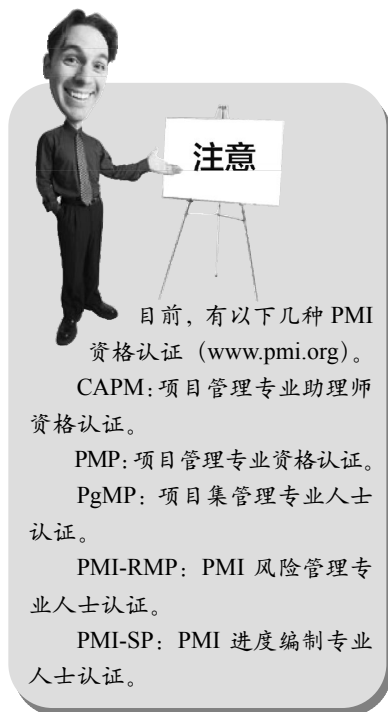 注意
目前，有以下几种 PMI
资格认证（www.pmi.org）。
CAPM：项目管理专业助理师
资格认证。
PMP：项目管理专业资格认证。
PgMP：项目集管理专业人士
认证。
PMI-RMP：PMI 风险管理专
业人士认证。
PMI-SP：PMI 进度编制专业
人士认证。